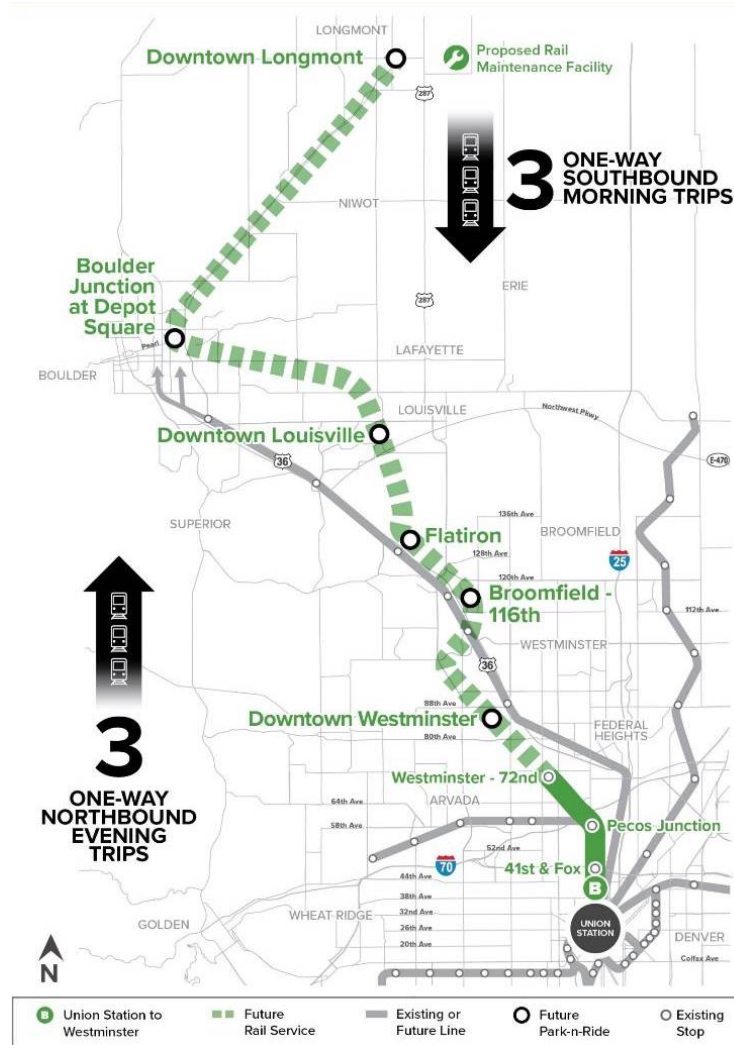 LONGMONT
Downtown Longmont
Proposed Rail
Maintenance Facility
287
3
ONE-WAY
SOUTHBOUND
MORNING TRIPS
NIWOT
Boulder
Junction
at Depot
Square
ERIE
287
Pearl
LAFAYETTE
BOULDER
LOUISVILLE
Northwest Pkwy
Downtown Louisville
36
E-470
136th Ave
SUPERIOR
BROOMFIELD
Flatiron
128th Ave
25
120th Ave
Broomfield -
116th
112th Ave
WESTMINSTER
36
88th Ave
Downtown Westminster
80th Ave
FEDERAL
HEIGHTS
3
ONE-WAY
NORTHBOUND
EVENING
TRIPS
Westminster - 72nd
64th Ave
ARVADA
58th Ave
Pecos Junction
52nd Ave
70
41st & Fox
44th Ave
B
38th Ave
GOLDEN
WHEAT RIDGE
32nd Ave
26th Ave
UNION
STATION
20th Ave
DENVER
Colfax Ave
N
B
Union Station to
Westminster
Future
Rail Service
Existing or
Future Line
Future
Park-n-Ride
Existing
Stop